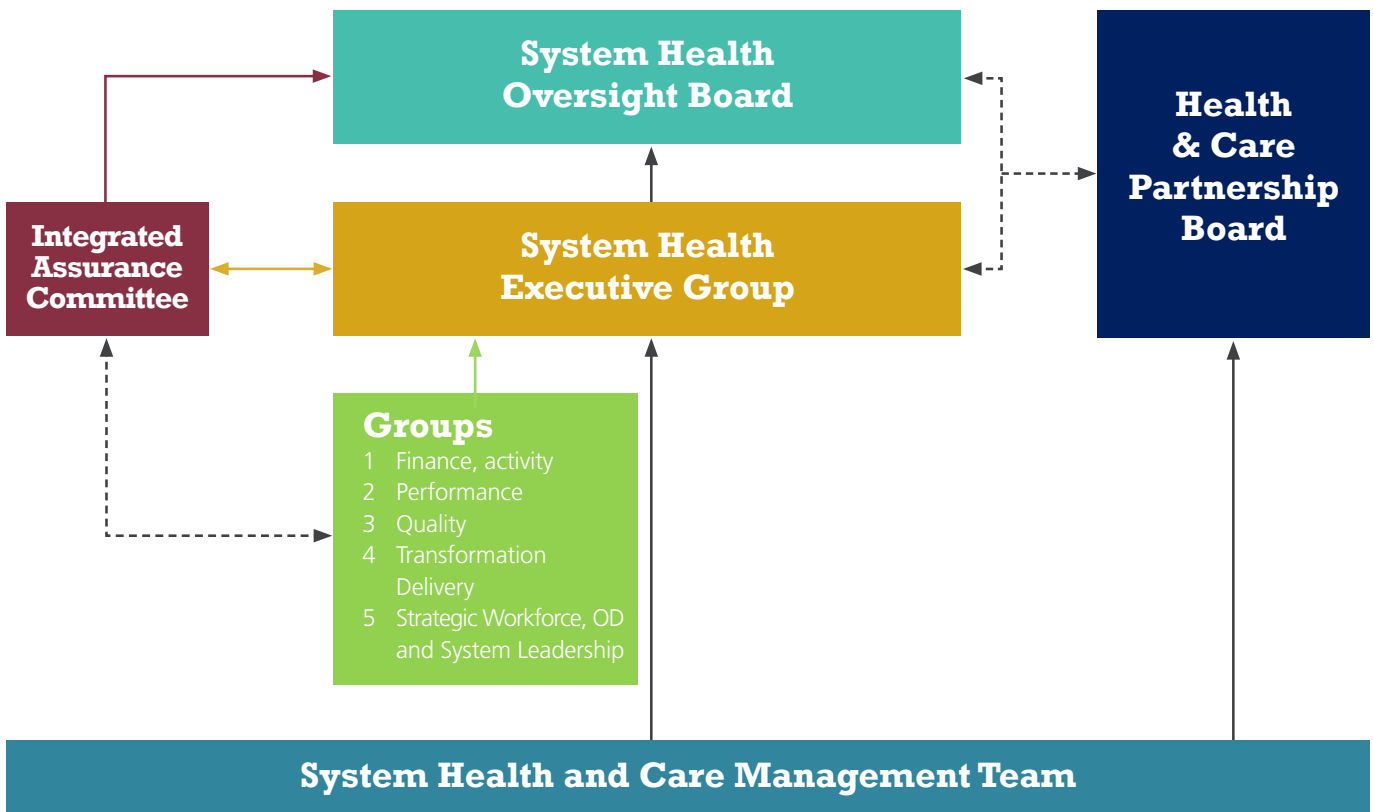 System Health
Oversight Board
Health
& Care
Partnership
Board
Integrated
Assurance
Committee
System Health
Executive Group
Groups
1 Finance, activity
2 Performance
3 Quality
4 Transformation
Delivery
5 Strategic Workforce, OD
and System Leadership
System Health and Care Management Team